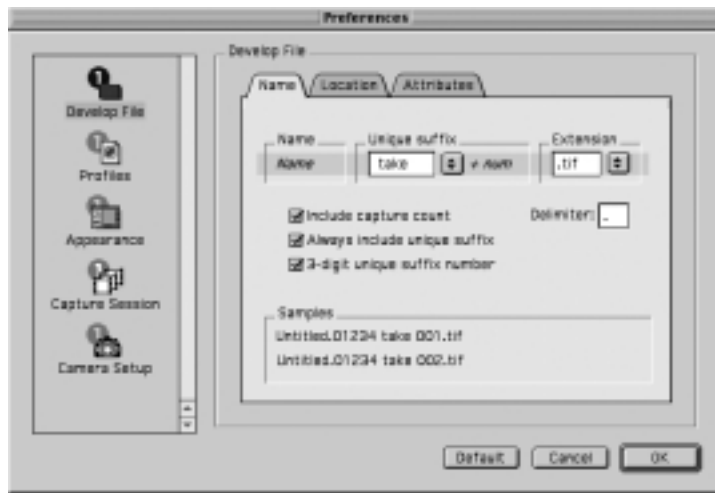 Preferences
Develop File
Profiles
Appearance
Capture Session
Camera Setup
Develop File
Name Location Attributes
Name Unique suffix Extension
Name take + num .tif
Include capture count Delimiter: .
Always include unique suffix
3-digit unique suffix number
Samples
Untitled.01234 take 001.tif
Untitled.01234 take 002.tif
Default Cancel OK